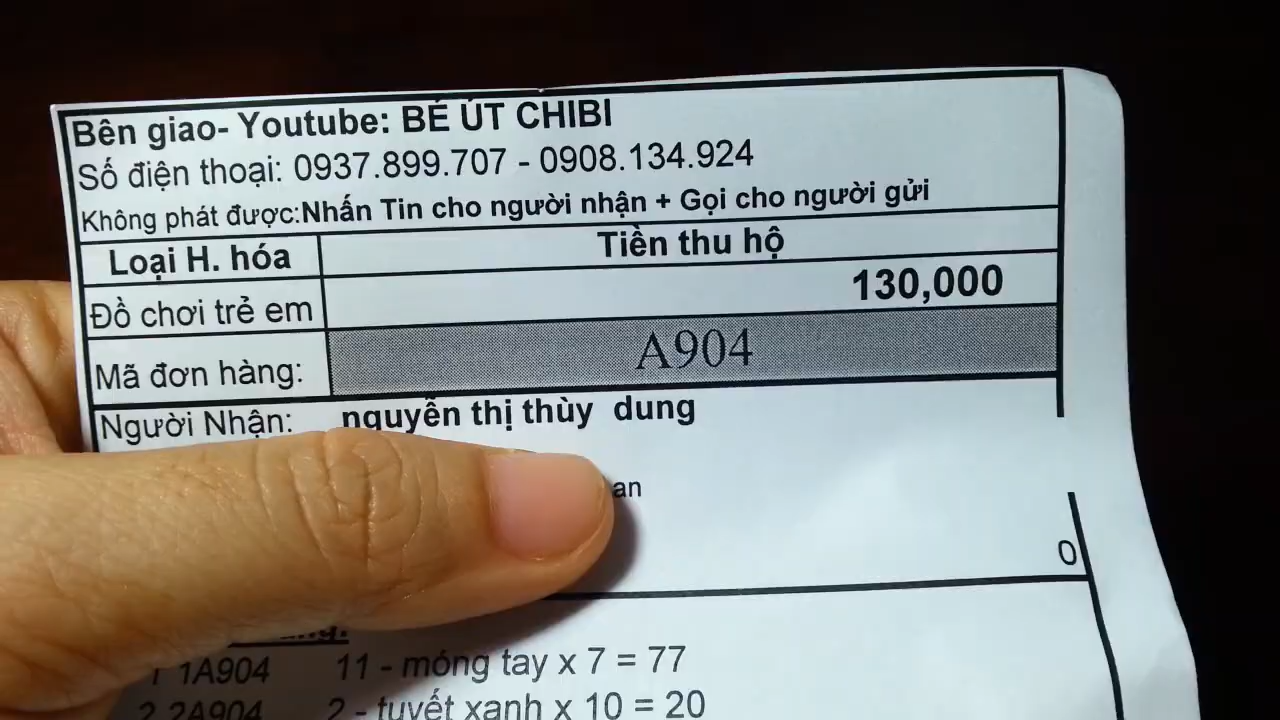 Bên giao- Youtube: BÉ ÚT CHIBI
Số điện thoại: 0937.899.707 - 0908.134.924
Không phát được:Nhấn Tin cho người nhận + Gọi cho người gửi
Loại H. hóa Tiền thu hộ
Đồ chơi trẻ em 130,000
Mã đơn hàng: A904
Người Nhận: nguyễn thị thùy dung
an
0
1 1A904 11 - móng tay x 7 = 77
2 2A904 2 - tuyết xanh x 10 = 20